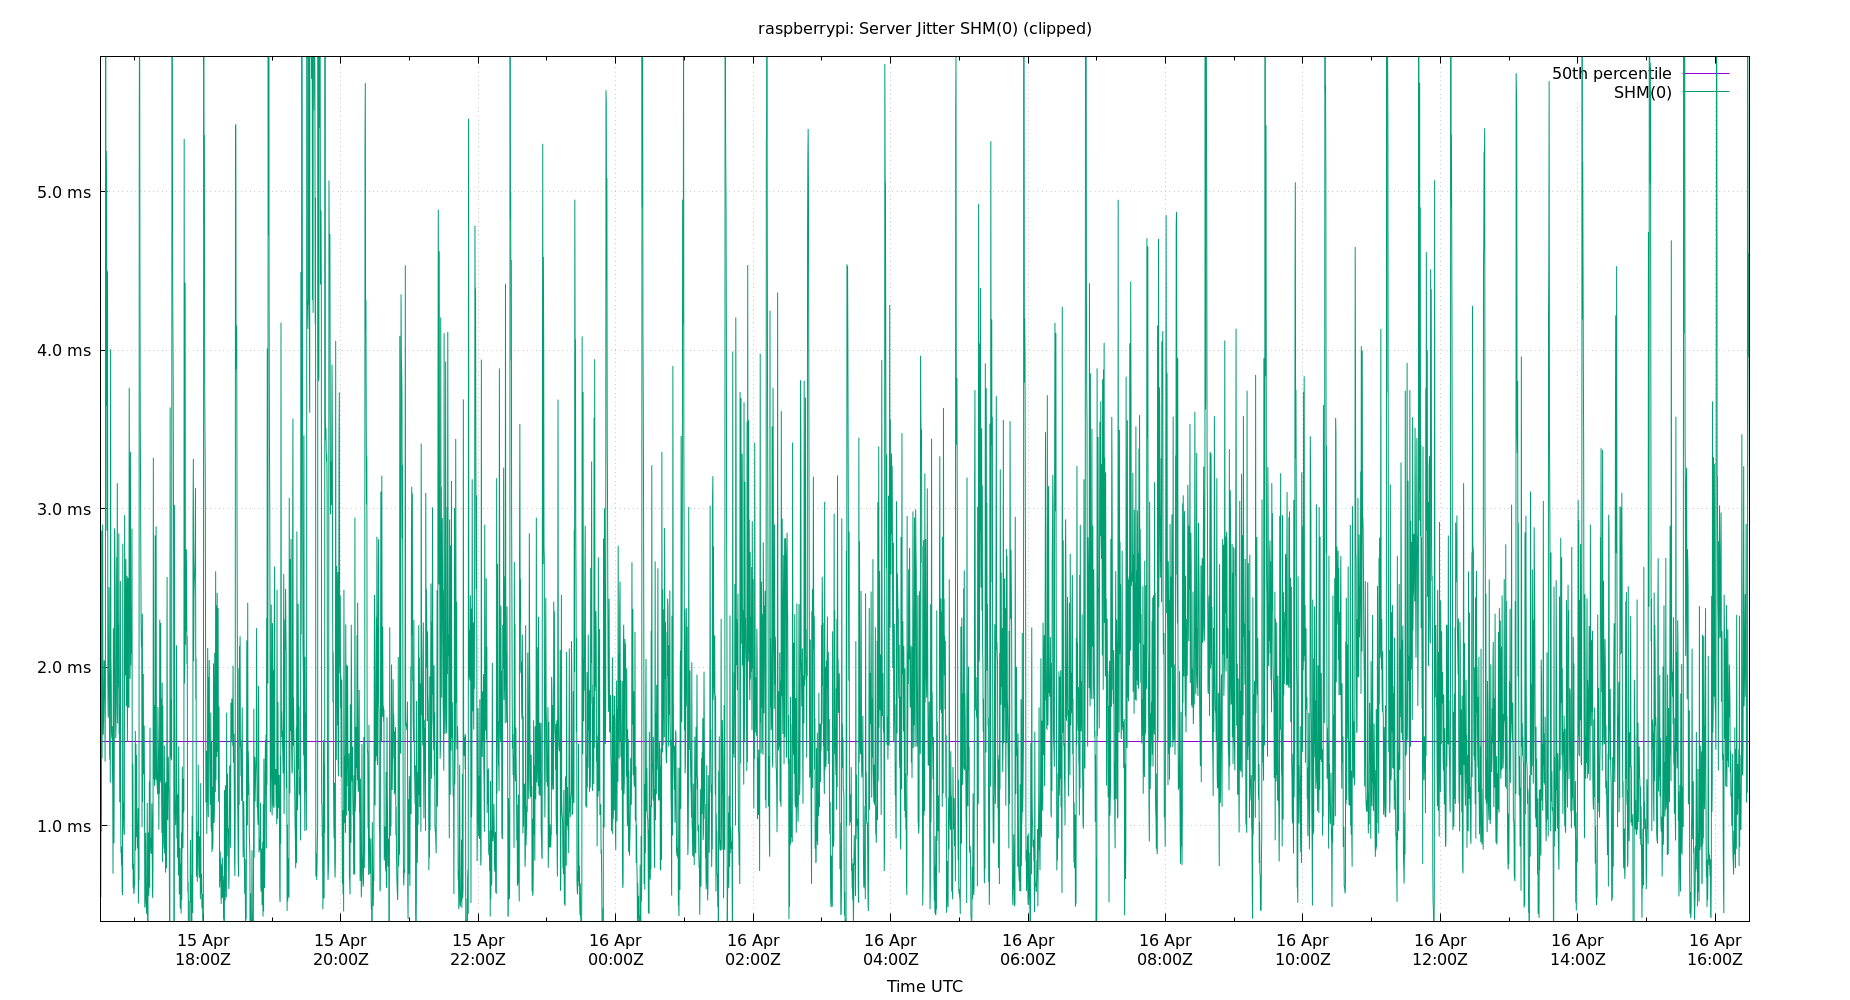 raspberrypi: Server Jitter SHM(0) (clipped)
50th percentile
SHM(0)
5.0 ms
4.0 ms
3.0 ms
2.0 ms
1.0 ms
15 Apr 15 Apr 15 Apr 16 Apr 16 Apr 16 Apr 16 Apr 16 Apr 16 Apr 16 Apr 16 Apr 16 Apr
18:00Z 20:00Z 22:00Z 00:00Z 02:00Z 04:00Z 06:00Z 08:00Z 10:00Z 12:00Z 14:00Z 16:00Z
Time UTC